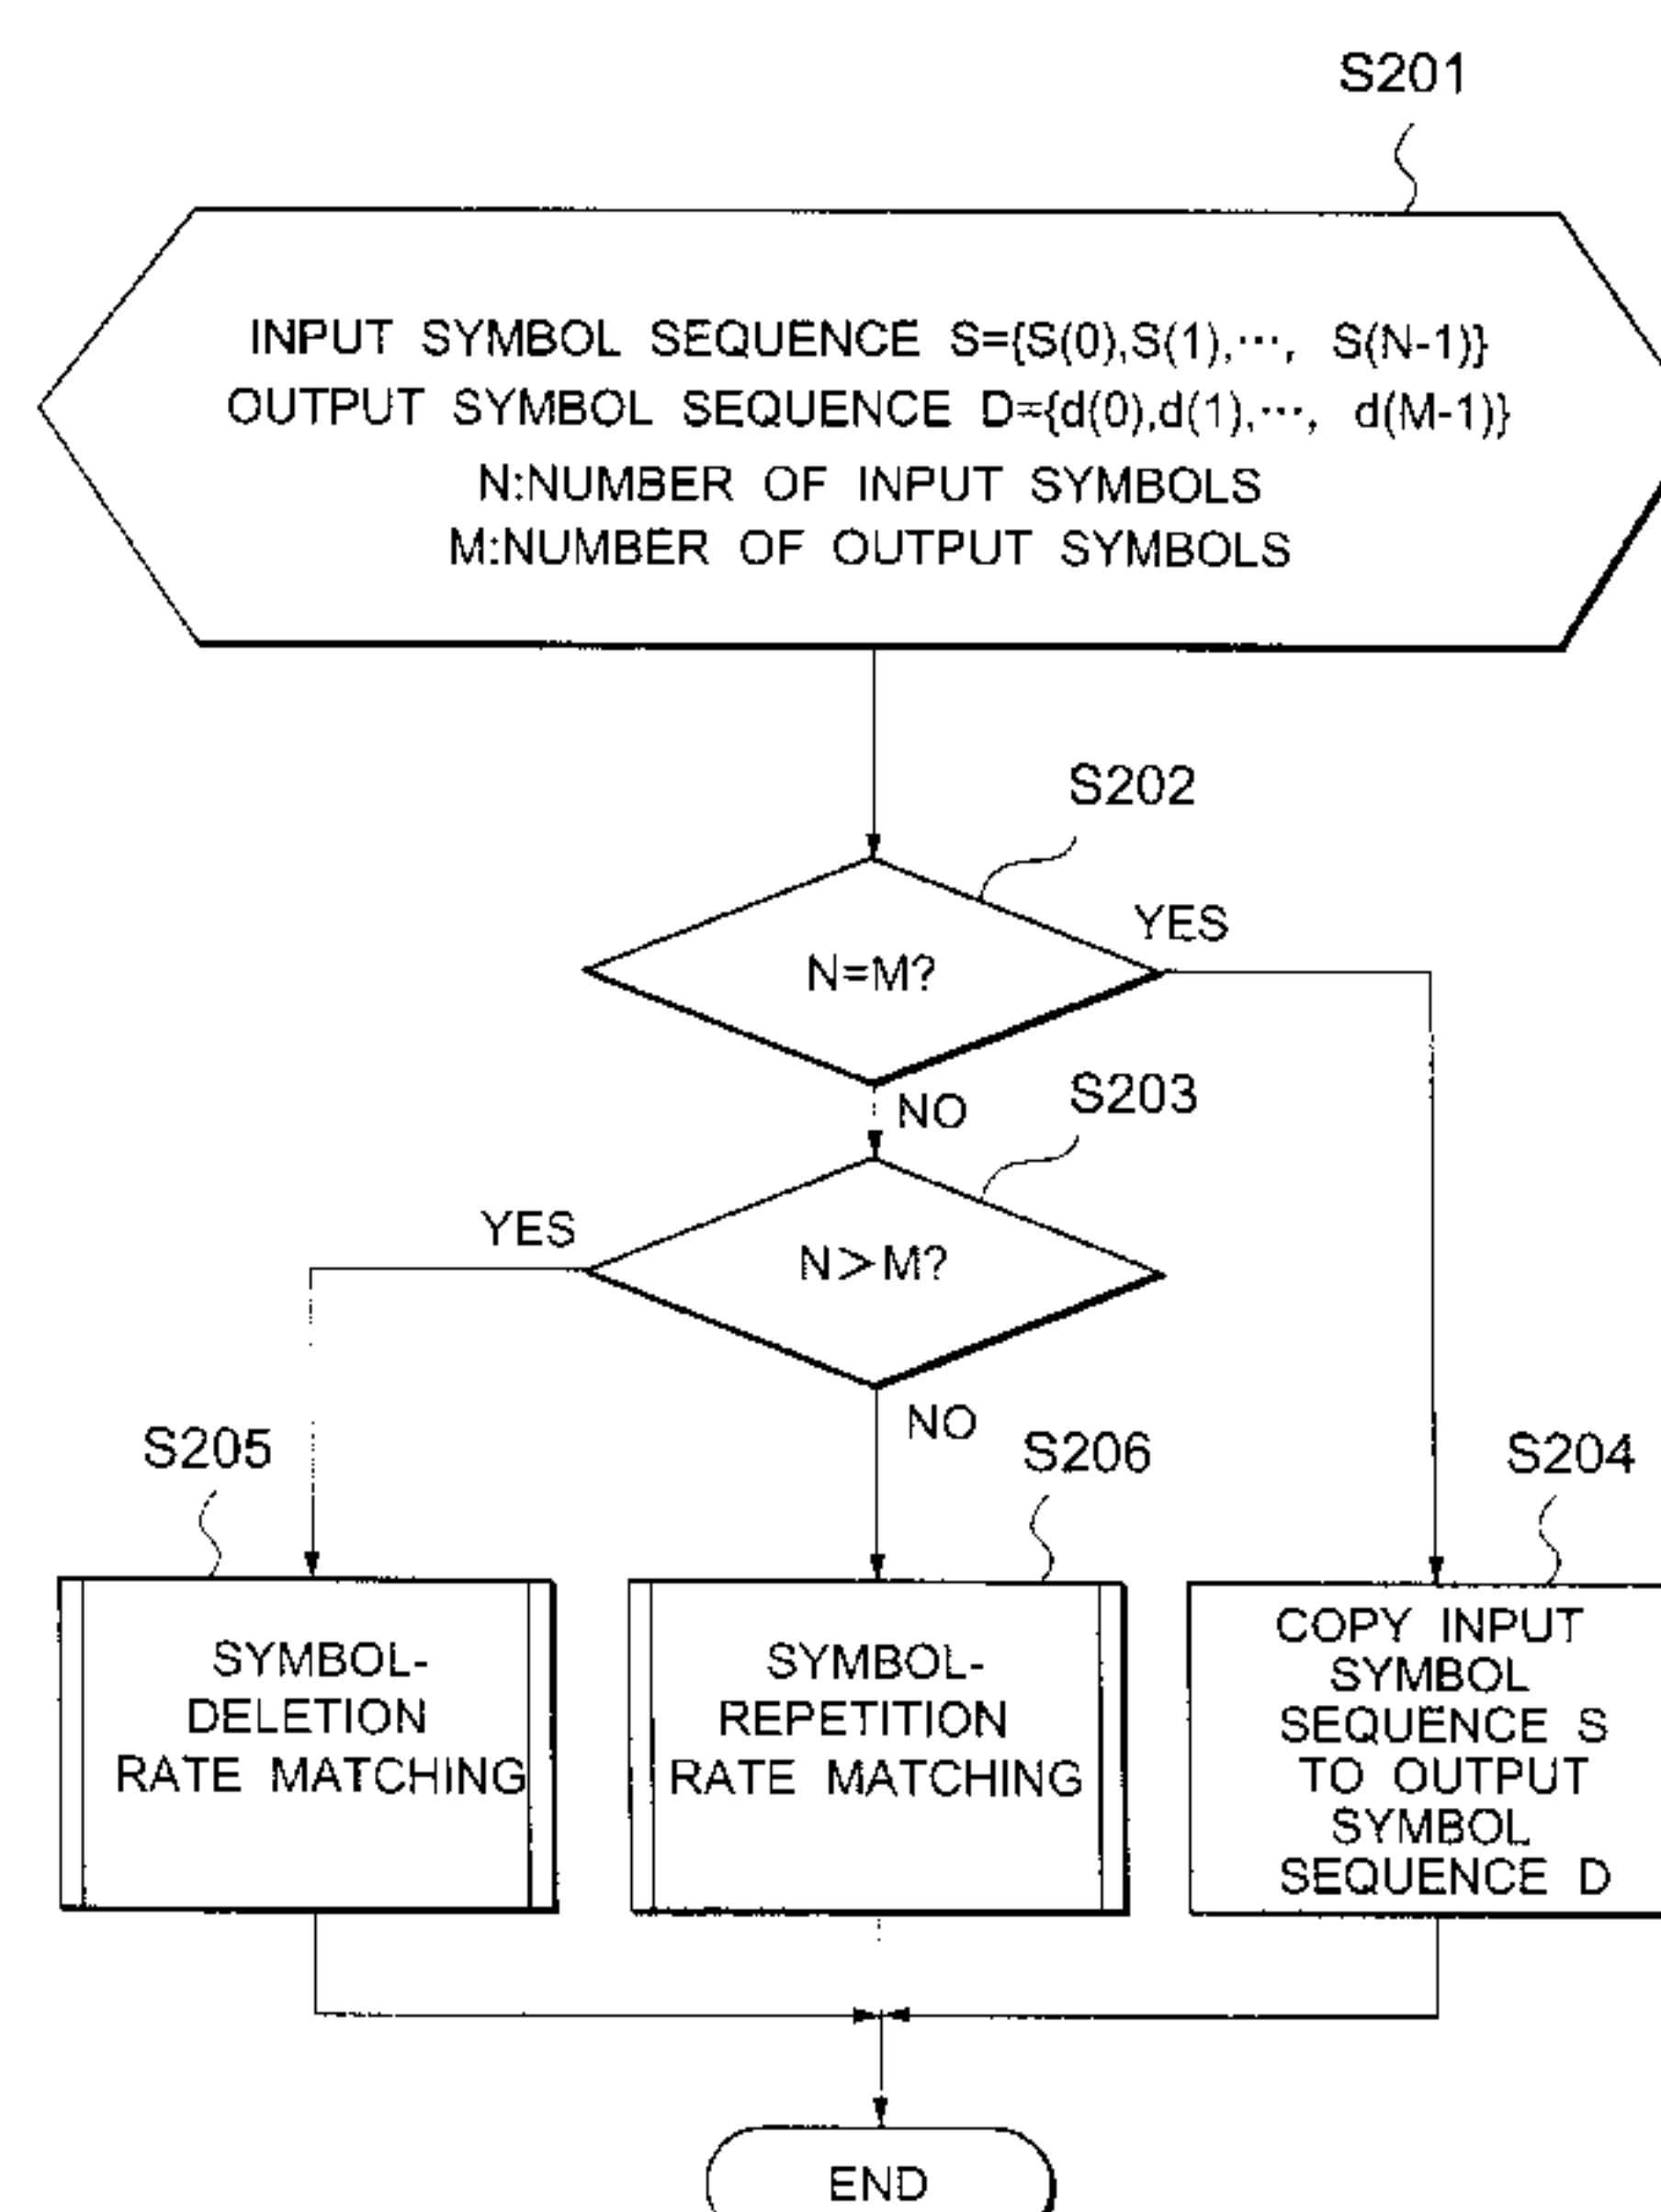 S201
INPUT SYMBOL SEQUENCE S={S(0),S(1),···, S(N-1)}
OUTPUT SYMBOL SEQUENCE D={d(0),d(1),···, d(M-1)}
N:NUMBER OF INPUT SYMBOLS
M:NUMBER OF OUTPUT SYMBOLS
S202
YES
N=M?
NO
S203
YES
N>M?
NO
S205
S206
S204
SYMBOL-
DELETION
RATE MATCHING
SYMBOL-
REPETITION
RATE MATCHING
COPY INPUT
SYMBOL
SEQUENCE S
TO OUTPUT
SYMBOL
SEQUENCE D
END